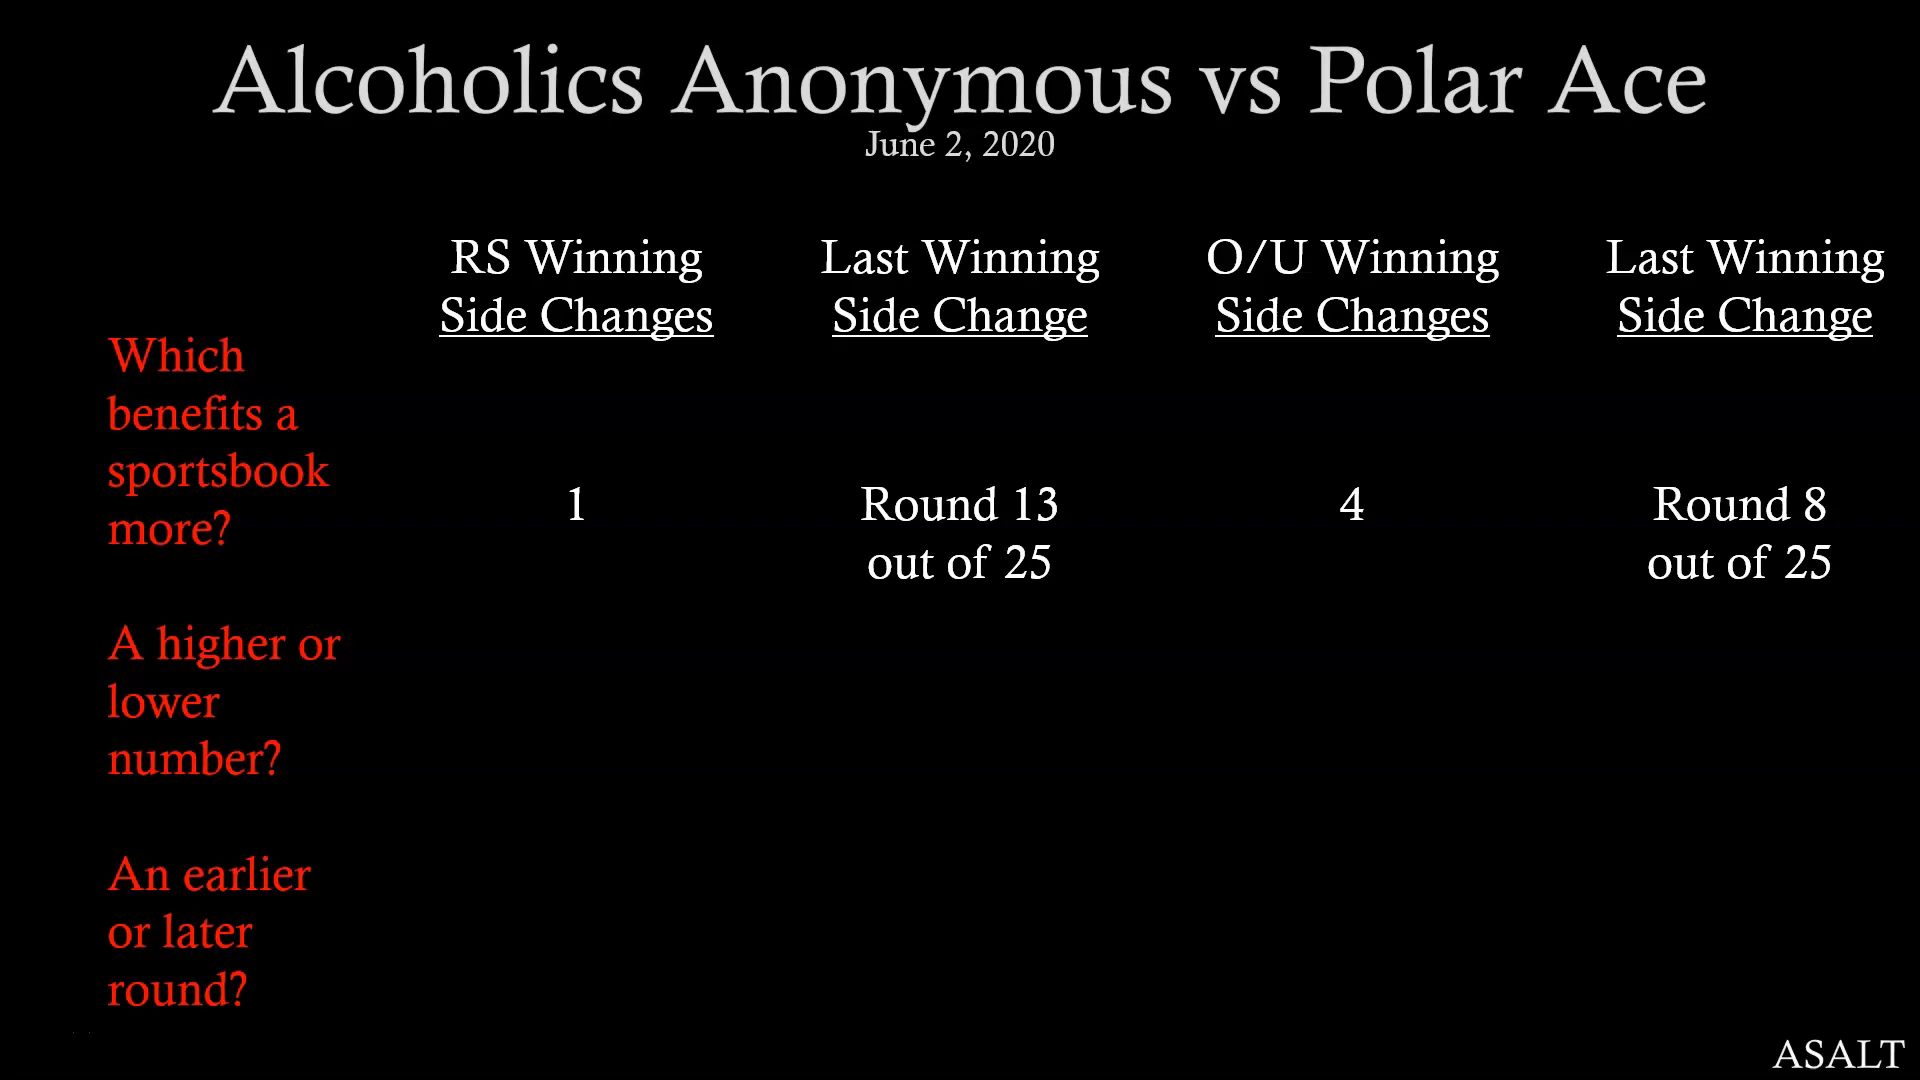 Alcoholics Anonymous vs Polar Ace
June 2, 2020
RS Winning
Side Changes
Last Winning
Side Change
O/U Winning
Side Changes
Last Winning
Side Change
Which
benefits a
sportsbook
more?
1
Round 13
out of 25
4
Round 8
out of 25
A higher or
lower
number?
An earlier
or later
round?
ASALT